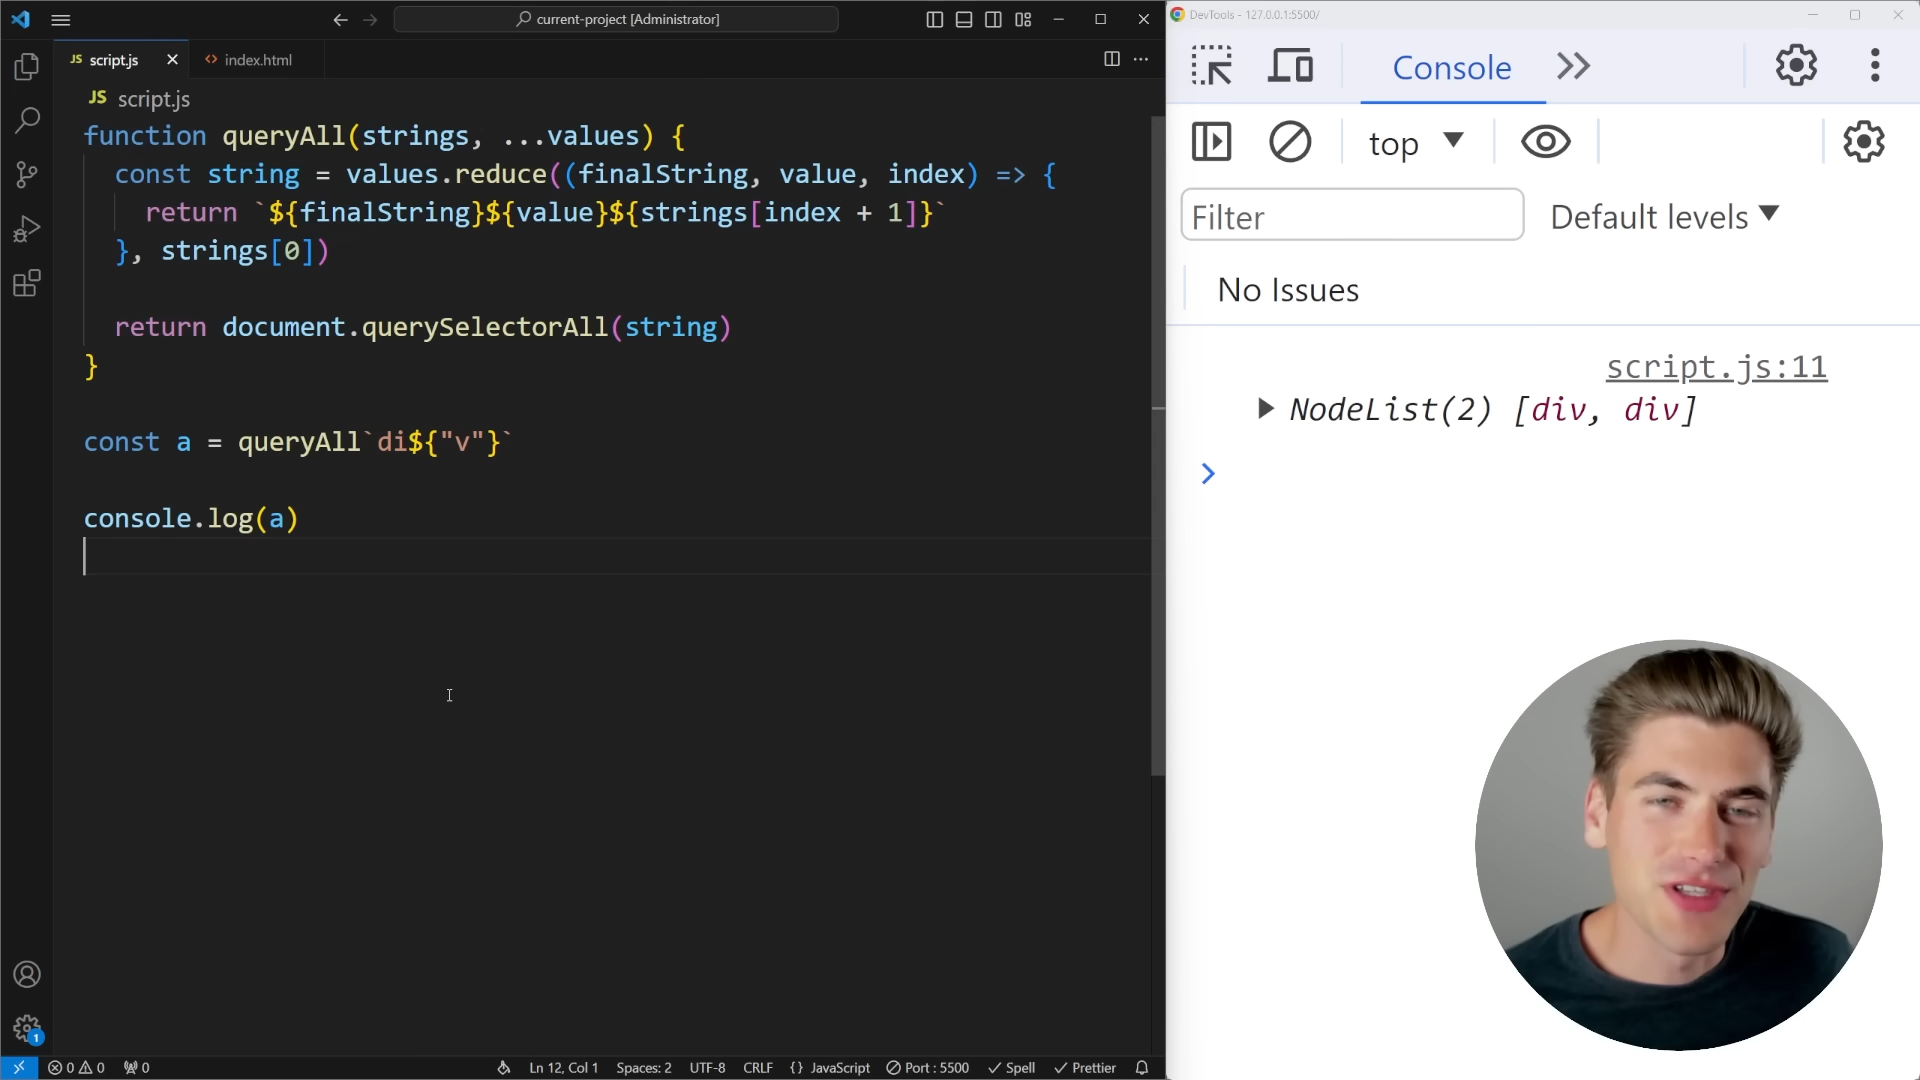 current-project [Administrator]
JS script.js
<> index.html
JS script.js
function queryAll(strings, ...values) {
const string = values.reduce((finalString, value, index) => {
return `${finalString}${value}${strings[index + 1]}`
}, strings[0])
return document.querySelectorAll(string)
}
const a = queryAll`di${"v"}`
console.log(a)
1
0 0 0
Ln 12, Col 1 Spaces: 2 UTF-8 CRLF {} JavaScript Port : 5500 Spell Prettier
DevTools - 127.0.0.1:5500/
Console
top
Filter
Default levels
No Issues
script.js:11
NodeList(2) [div, div]